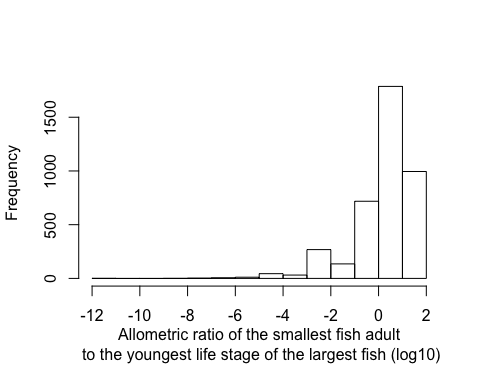 1500
1000
500
0
Frequency
-12 -10 -8 -6 -4 -2 0 2
Allometric ratio of the smallest fish adult
to the youngest life stage of the largest fish (log10)